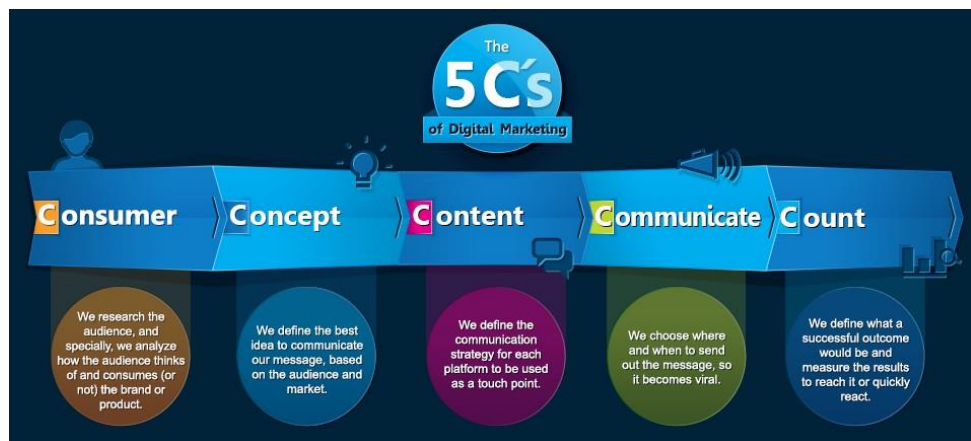 The
5C's
of Digital Marketing
Consumer
Concept
Content
Communicate
Count
We research the
audience, and
specially, we analyze
how the audience thinks
of and consumes (or
not) the brand or
product.
We define the best
idea to communicate
our message, based
on the audience and
market.
We define the
communication
strategy for each
platform to be used
as a touch point.
We choose where
and when to send
out the message, so
it becomes viral.
We define what a
successful outcome
would be and
measure the results
to reach it or quickly
react.